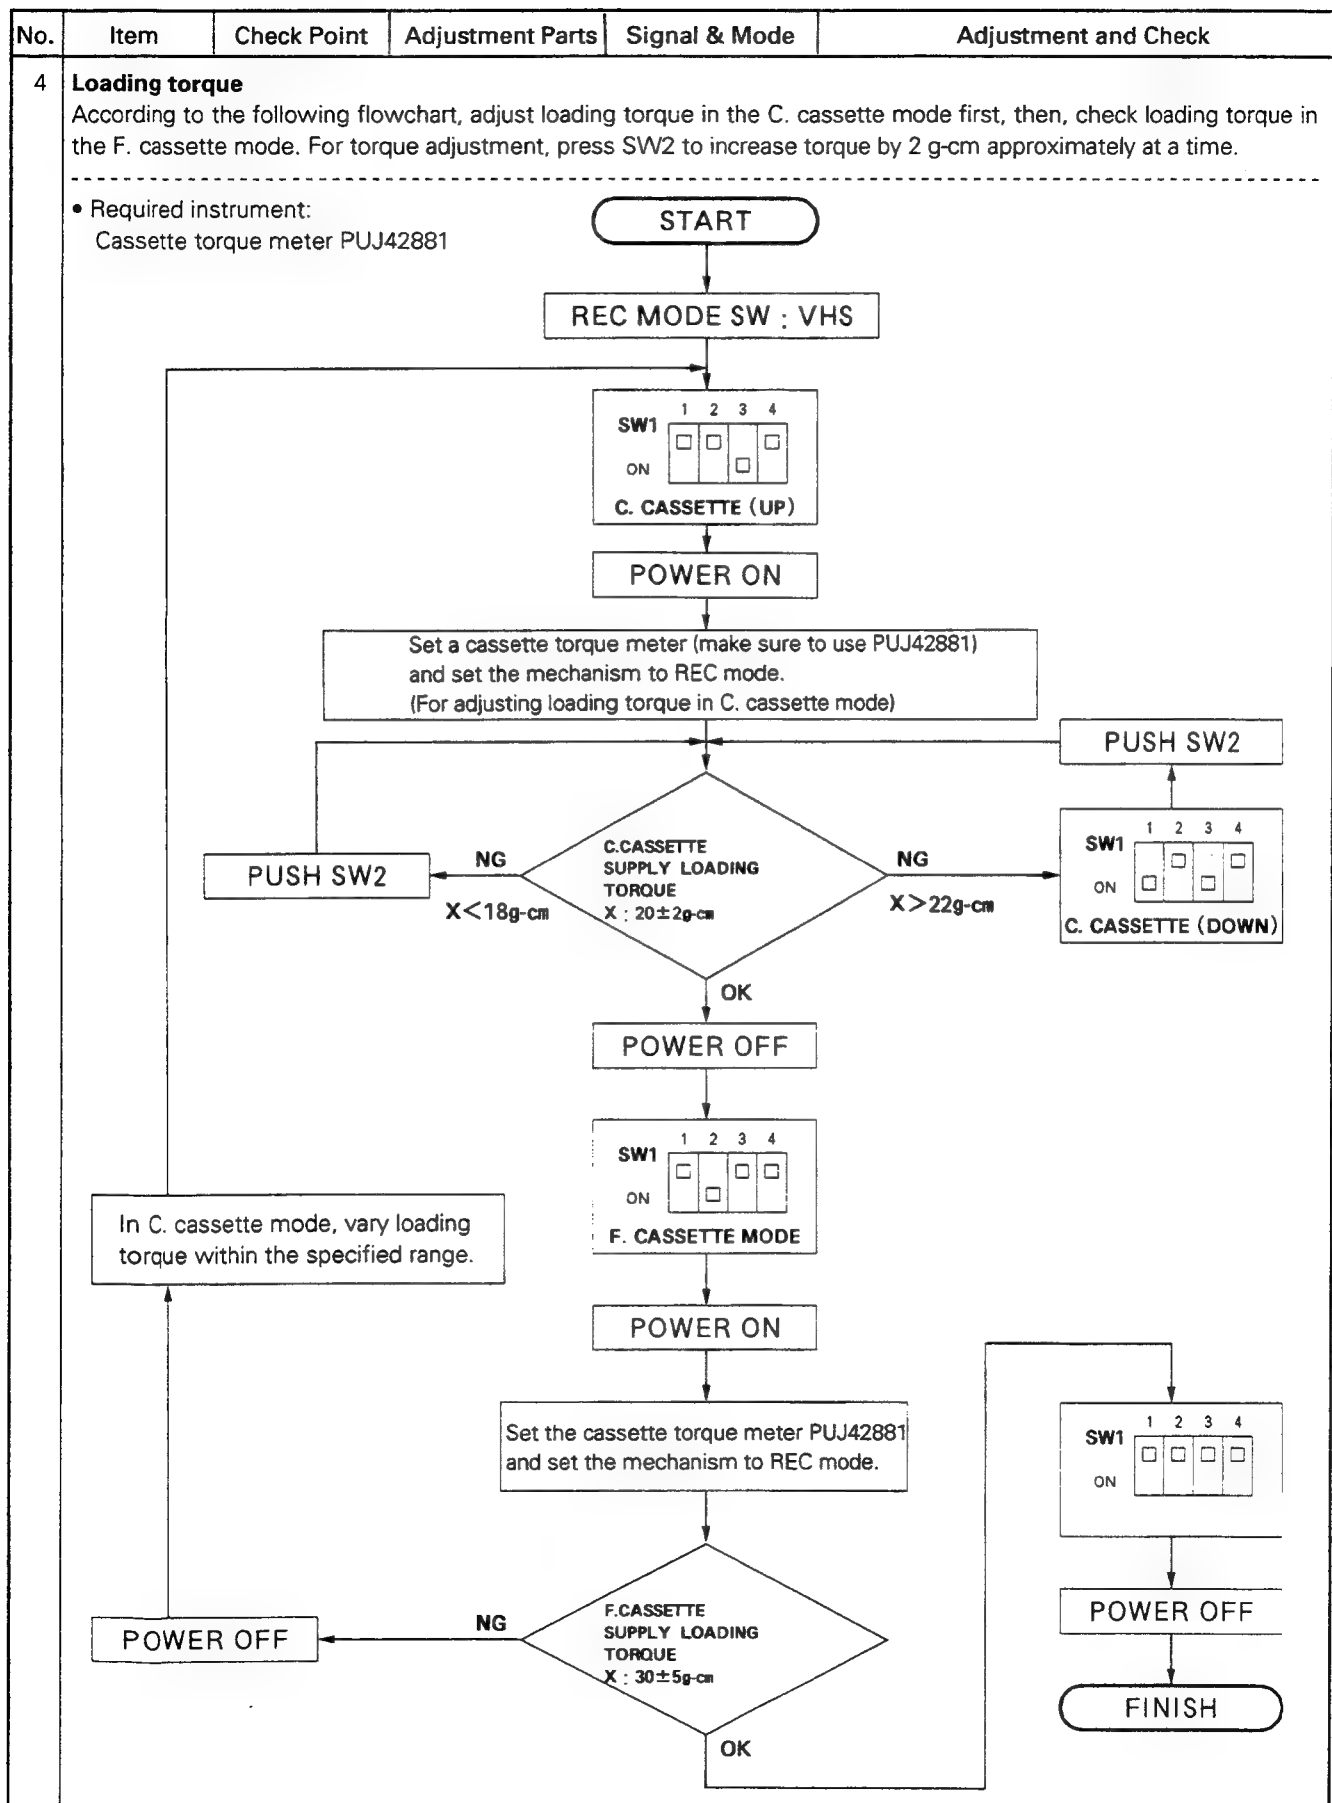 No. Item Check Point Adjustment Parts Signal & Mode Adjustment and Check
4 Loading torque
According to the following flowchart, adjust loading torque in the C. cassette mode first, then, check loading torque in
the F. cassette mode. For torque adjustment, press SW2 to increase torque by 2 g-cm approximately at a time.
• Required instrument:
Cassette torque meter PUJ42881
START
REC MODE SW : VHS
1 2 3 4
SW1
ON
C. CASSETTE (UP)
POWER ON
Set a cassette torque meter (make sure to use PUJ42881)
and set the mechanism to REC mode.
(For adjusting loading torque in C. cassette mode)
PUSH SW2
C.CASSETTE
SUPPLY LOADING
TORQUE
X : 20±2g-cm
NG
X<18g-cm
PUSH SW2
NG
X>22g-cm
1 2 3 4
SW1
ON
C. CASSETTE (DOWN)
OK
POWER OFF
1 2 3 4
SW1
ON
F. CASSETTE MODE
In C. cassette mode, vary loading
torque within the specified range.
POWER ON
Set the cassette torque meter PUJ42881
and set the mechanism to REC mode.
1 2 3 4
SW1
ON
F.CASSETTE
SUPPLY LOADING
TORQUE
X : 30±5g-cm
NG
POWER OFF
OK
POWER OFF
FINISH